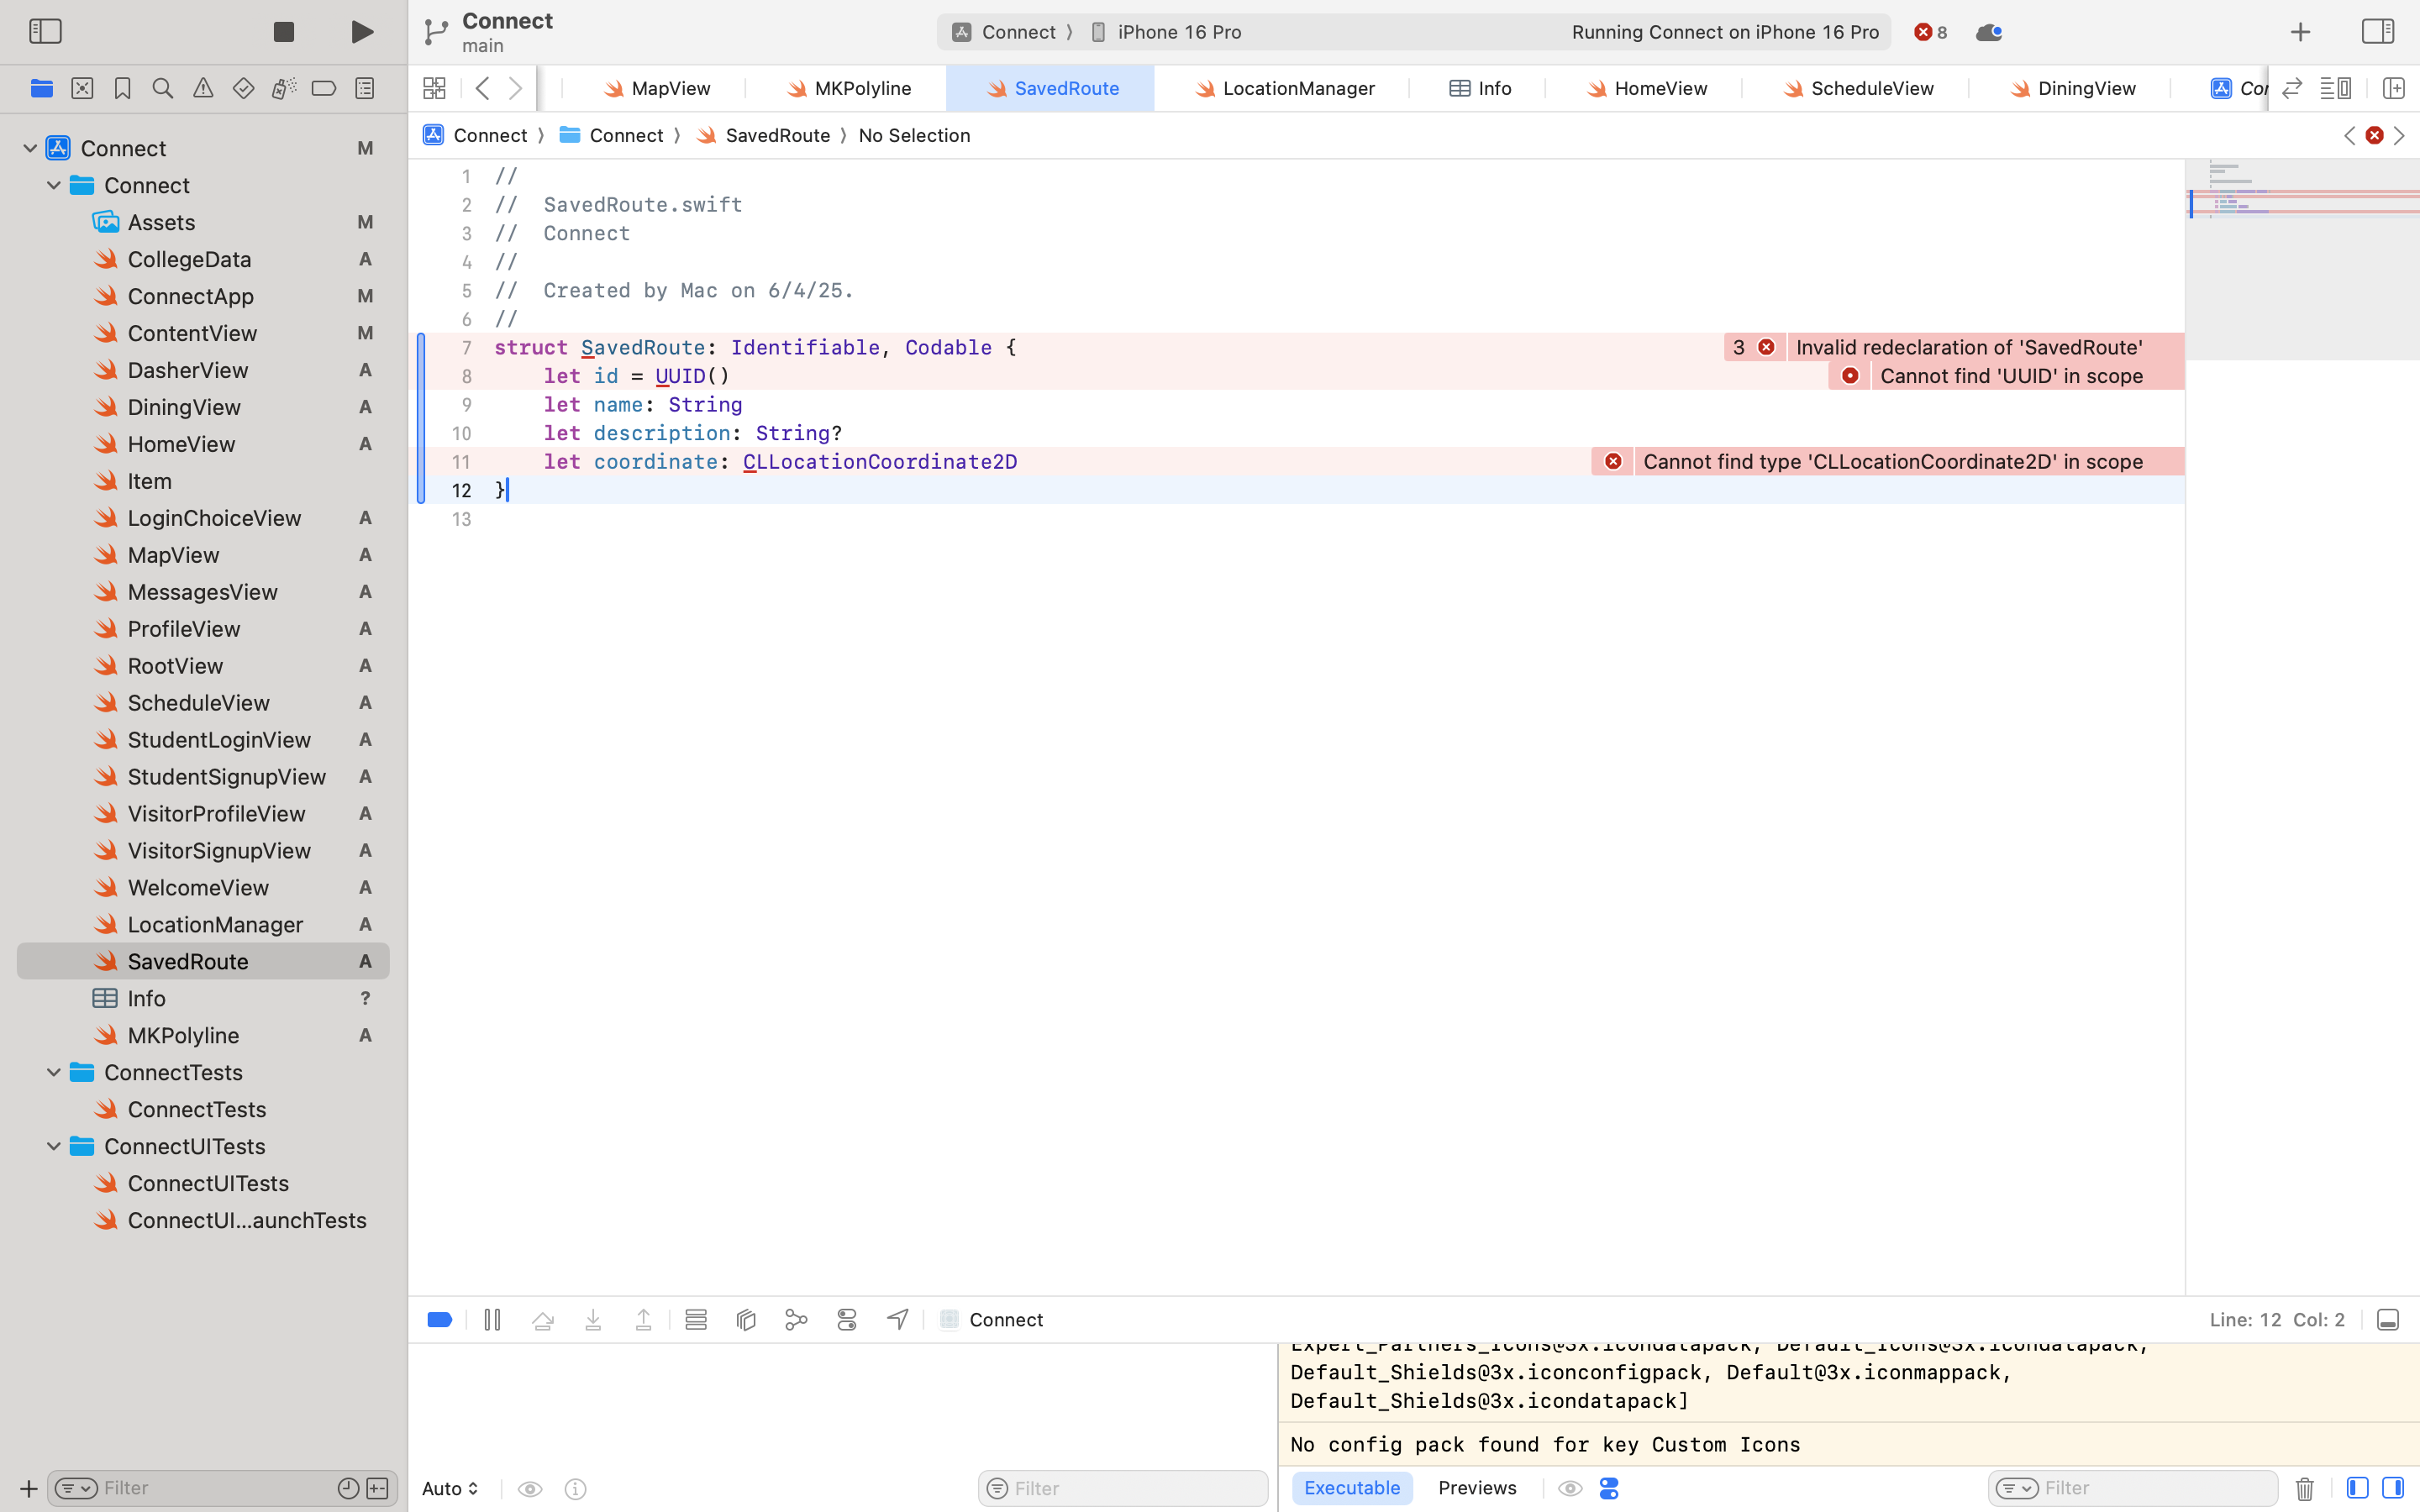 Connect
main
Connect 〉 iPhone 16 Pro
Running Connect on iPhone 16 Pro
8
MapView
MKPolyline
SavedRoute
LocationManager
Info
HomeView
ScheduleView
DiningView
Connect 〉 Connect 〉 SavedRoute 〉 No Selection
Connect M
Connect
Assets M
CollegeData A
ConnectApp M
ContentView M
DasherView A
DiningView A
HomeView A
Item
LoginChoiceView A
MapView A
MessagesView A
ProfileView A
RootView A
ScheduleView A
StudentLoginView A
StudentSignupView A
VisitorProfileView A
VisitorSignupView A
WelcomeView A
LocationManager A
SavedRoute A
Info ?
MKPolyline A
ConnectTests
ConnectTests
ConnectUITests
ConnectUITests
ConnectUI...aunchTests
Filter
1 //
2 //  SavedRoute.swift
3 //  Connect
4 //
5 //  Created by Mac on 6/4/25.
6 //
7 struct SavedRoute: Identifiable, Codable {
3 Invalid redeclaration of 'SavedRoute'
8     let id = UUID()
Cannot find 'UUID' in scope
9     let name: String
10     let description: String?
11     let coordinate: CLLocationCoordinate2D
Cannot find type 'CLLocationCoordinate2D' in scope
12 }
13
Connect
Line: 12 Col: 2
Expert_Partners_Icons@3x.icondatapack, Default_Icons@3x.icondatapack,
Default_Shields@3x.iconconfigpack, Default@3x.iconmappack,
Default_Shields@3x.icondatapack]
No config pack found for key Custom Icons
Auto
Filter
Executable
Previews
Filter